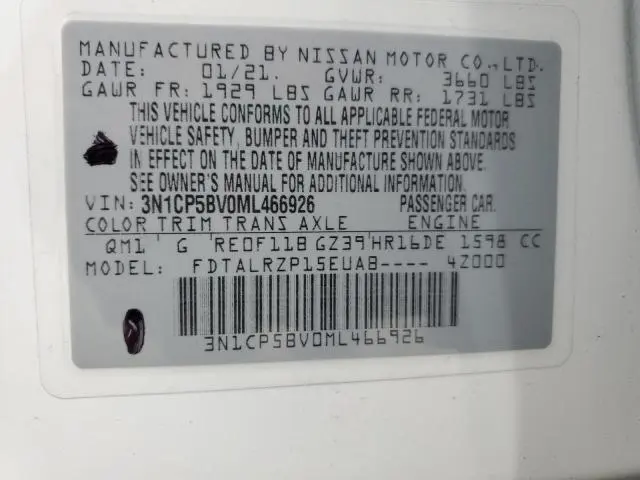 MANUFACTURED BY NISSAN MOTOR CO.,LTD.
DATE: 01/21. GVWR: 3660 LBS
GAWR FR: 1929 LBS GAWR RR: 1731 LBS
THIS VEHICLE CONFORMS TO ALL APPLICABLE FEDERAL MOTOR
VEHICLE SAFETY, BUMPER AND THEFT PREVENTION STANDARDS
IN EFFECT ON THE DATE OF MANUFACTURE SHOWN ABOVE.
SEE OWNER'S MANUAL FOR ADDITIONAL INFORMATION.
VIN: 3N1CP5BV0ML466926 PASSENGER CAR.
COLOR TRIM TRANS AXLE ENGINE
QM1 G RE0F11B GZ39 HR16DE 1598 CC
MODEL: FDTALRZP15EUAB---- 4Z000
3N1CP5BV0ML466926